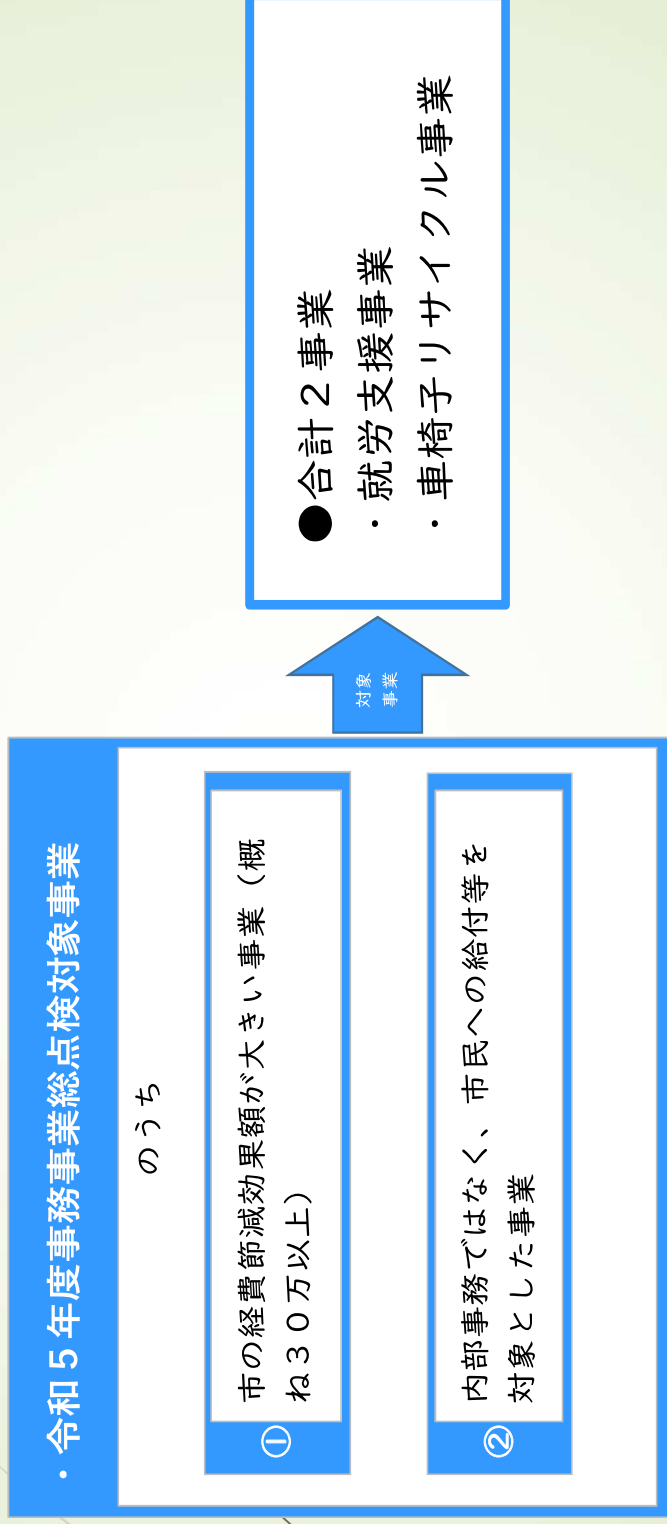 ・令和５年度事務事業総点検対象事業
のうち
①
市の経費節減効果額が大きい事業（概
ね３０万以上）
②
内部事務ではなく、市民への給付等を
対象とした事業
対象
事業
●合計２事業
・就労支援事業
・車椅子リサイクル事業